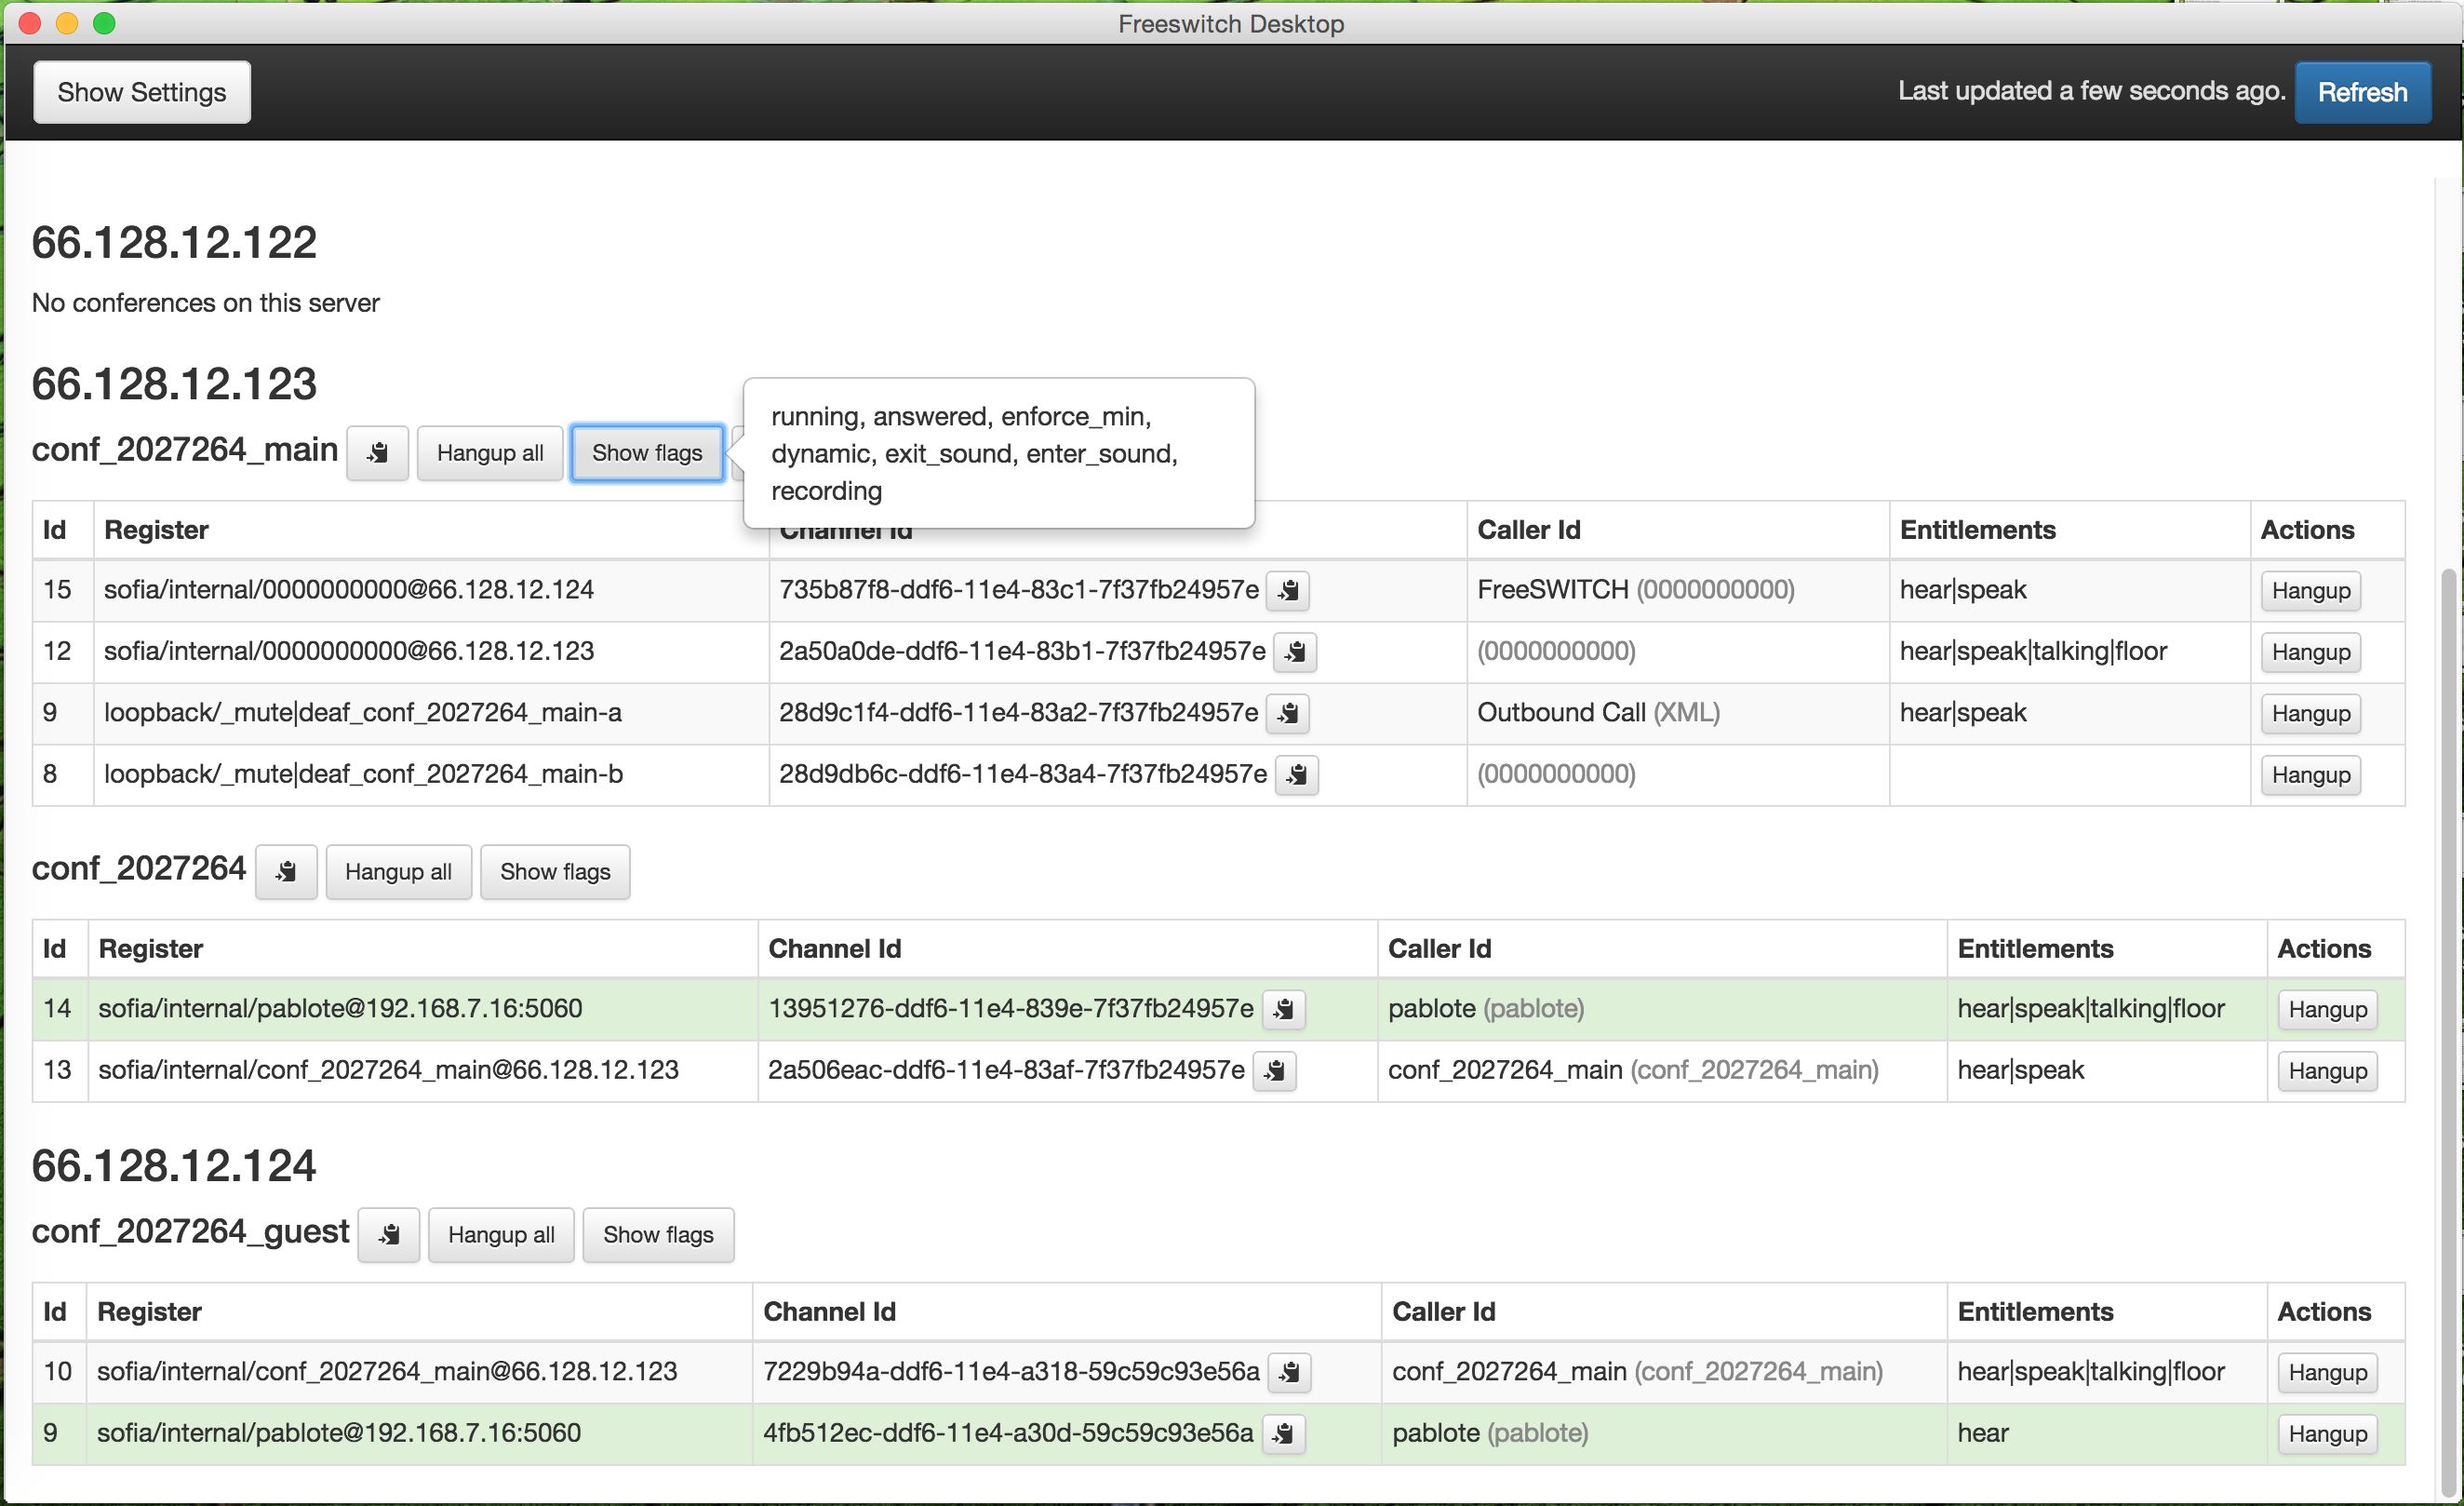 Freeswitch Desktop
Show Settings
Last updated a few seconds ago. Refresh
66.128.12.122
No conferences on this server
66.128.12.123
conf_2027264_main Hangup all Show flags
running, answered, enforce_min,
dynamic, exit_sound, enter_sound,
recording
Id Register Channel Id Caller Id Entitlements Actions
15 sofia/internal/0000000000@66.128.12.124 735b87f8-ddf6-11e4-83c1-7f37fb24957e FreeSWITCH (0000000000) hear|speak Hangup
12 sofia/internal/0000000000@66.128.12.123 2a50a0de-ddf6-11e4-83b1-7f37fb24957e (0000000000) hear|speak|talking|floor Hangup
9 loopback/_mute|deaf_conf_2027264_main-a 28d9c1f4-ddf6-11e4-83a2-7f37fb24957e Outbound Call (XML) hear|speak Hangup
8 loopback/_mute|deaf_conf_2027264_main-b 28d9db6c-ddf6-11e4-83a4-7f37fb24957e (0000000000) Hangup
conf_2027264 Hangup all Show flags
Id Register Channel Id Caller Id Entitlements Actions
14 sofia/internal/pablote@192.168.7.16:5060 13951276-ddf6-11e4-839e-7f37fb24957e pablote (pablote) hear|speak|talking|floor Hangup
13 sofia/internal/conf_2027264_main@66.128.12.123 2a506eac-ddf6-11e4-83af-7f37fb24957e conf_2027264_main (conf_2027264_main) hear|speak Hangup
66.128.12.124
conf_2027264_guest Hangup all Show flags
Id Register Channel Id Caller Id Entitlements Actions
10 sofia/internal/conf_2027264_main@66.128.12.123 7229b94a-ddf6-11e4-a318-59c59c93e56a conf_2027264_main (conf_2027264_main) hear|speak|talking|floor Hangup
9 sofia/internal/pablote@192.168.7.16:5060 4fb512ec-ddf6-11e4-a30d-59c59c93e56a pablote (pablote) hear Hangup